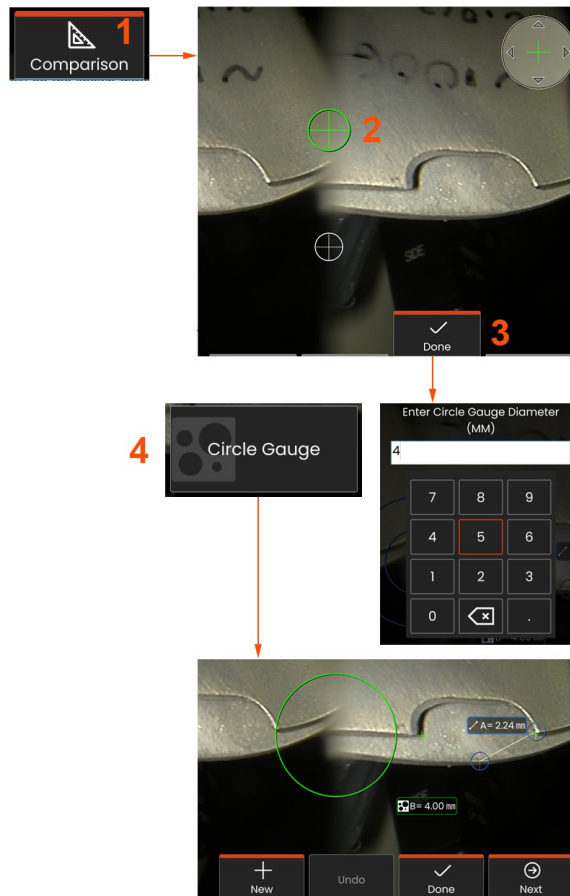 1
Comparison
2
SIDE
3
Done
4
Circle Gauge
Enter Circle Gauge Diameter
(MM)
4
7 8 9
4 5 6
1 2 3
0 .
A= 2.24 mm
B= 4.00 mm
New
Undo
Done
Next